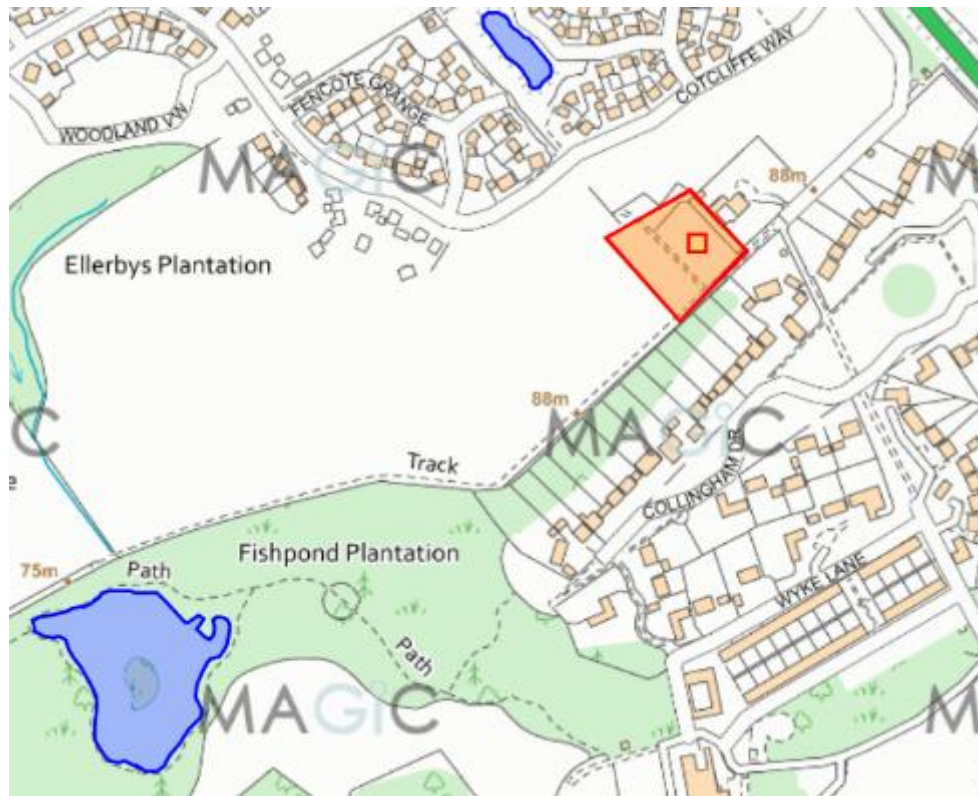 COTCLIFFE WAY
FENCOTE GRANGE
WOODLAND VW
MAGiC
88m
M
Ellerbys Plantation
88m
C
MAGiC
Track
COLLINGHAM DR
e
Fishpond Plantation
75m
Path
WYKE LANE
Path
MAGiC
M